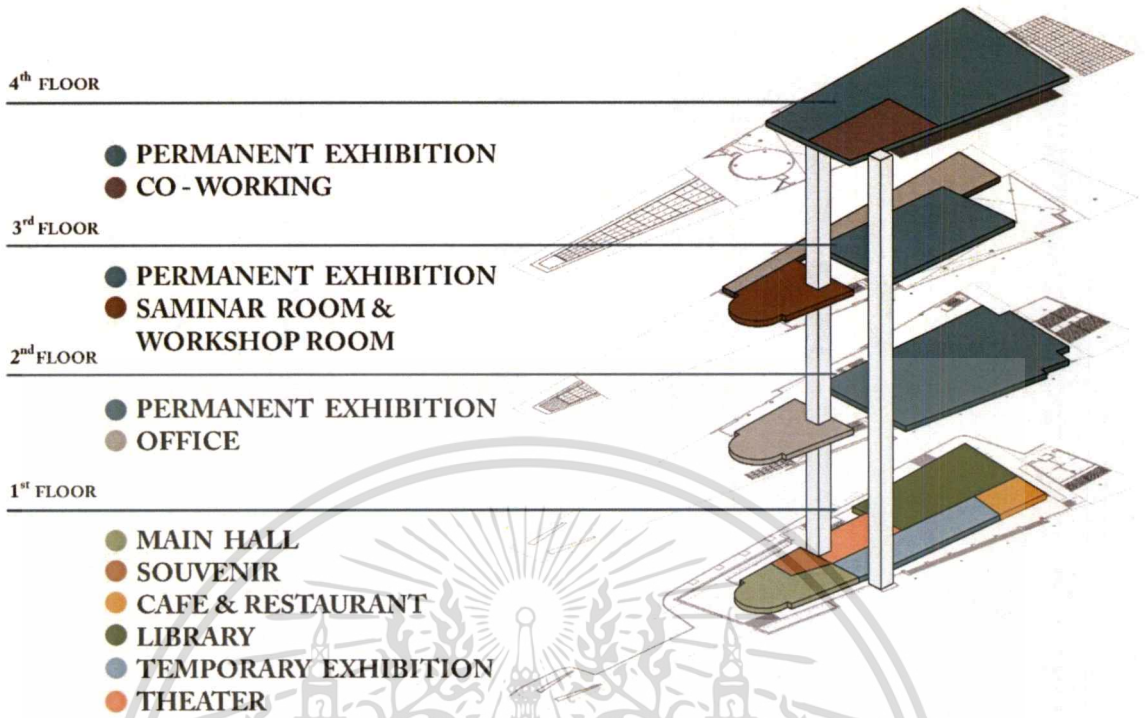 4th FLOOR
PERMANENT EXHIBITION
CO - WORKING
3rd FLOOR
PERMANENT EXHIBITION
SAMINAR ROOM &
WORKSHOP ROOM
2nd FLOOR
PERMANENT EXHIBITION
OFFICE
1st FLOOR
MAIN HALL
SOUVENIR
CAFE & RESTAURANT
LIBRARY
TEMPORARY EXHIBITION
THEATER